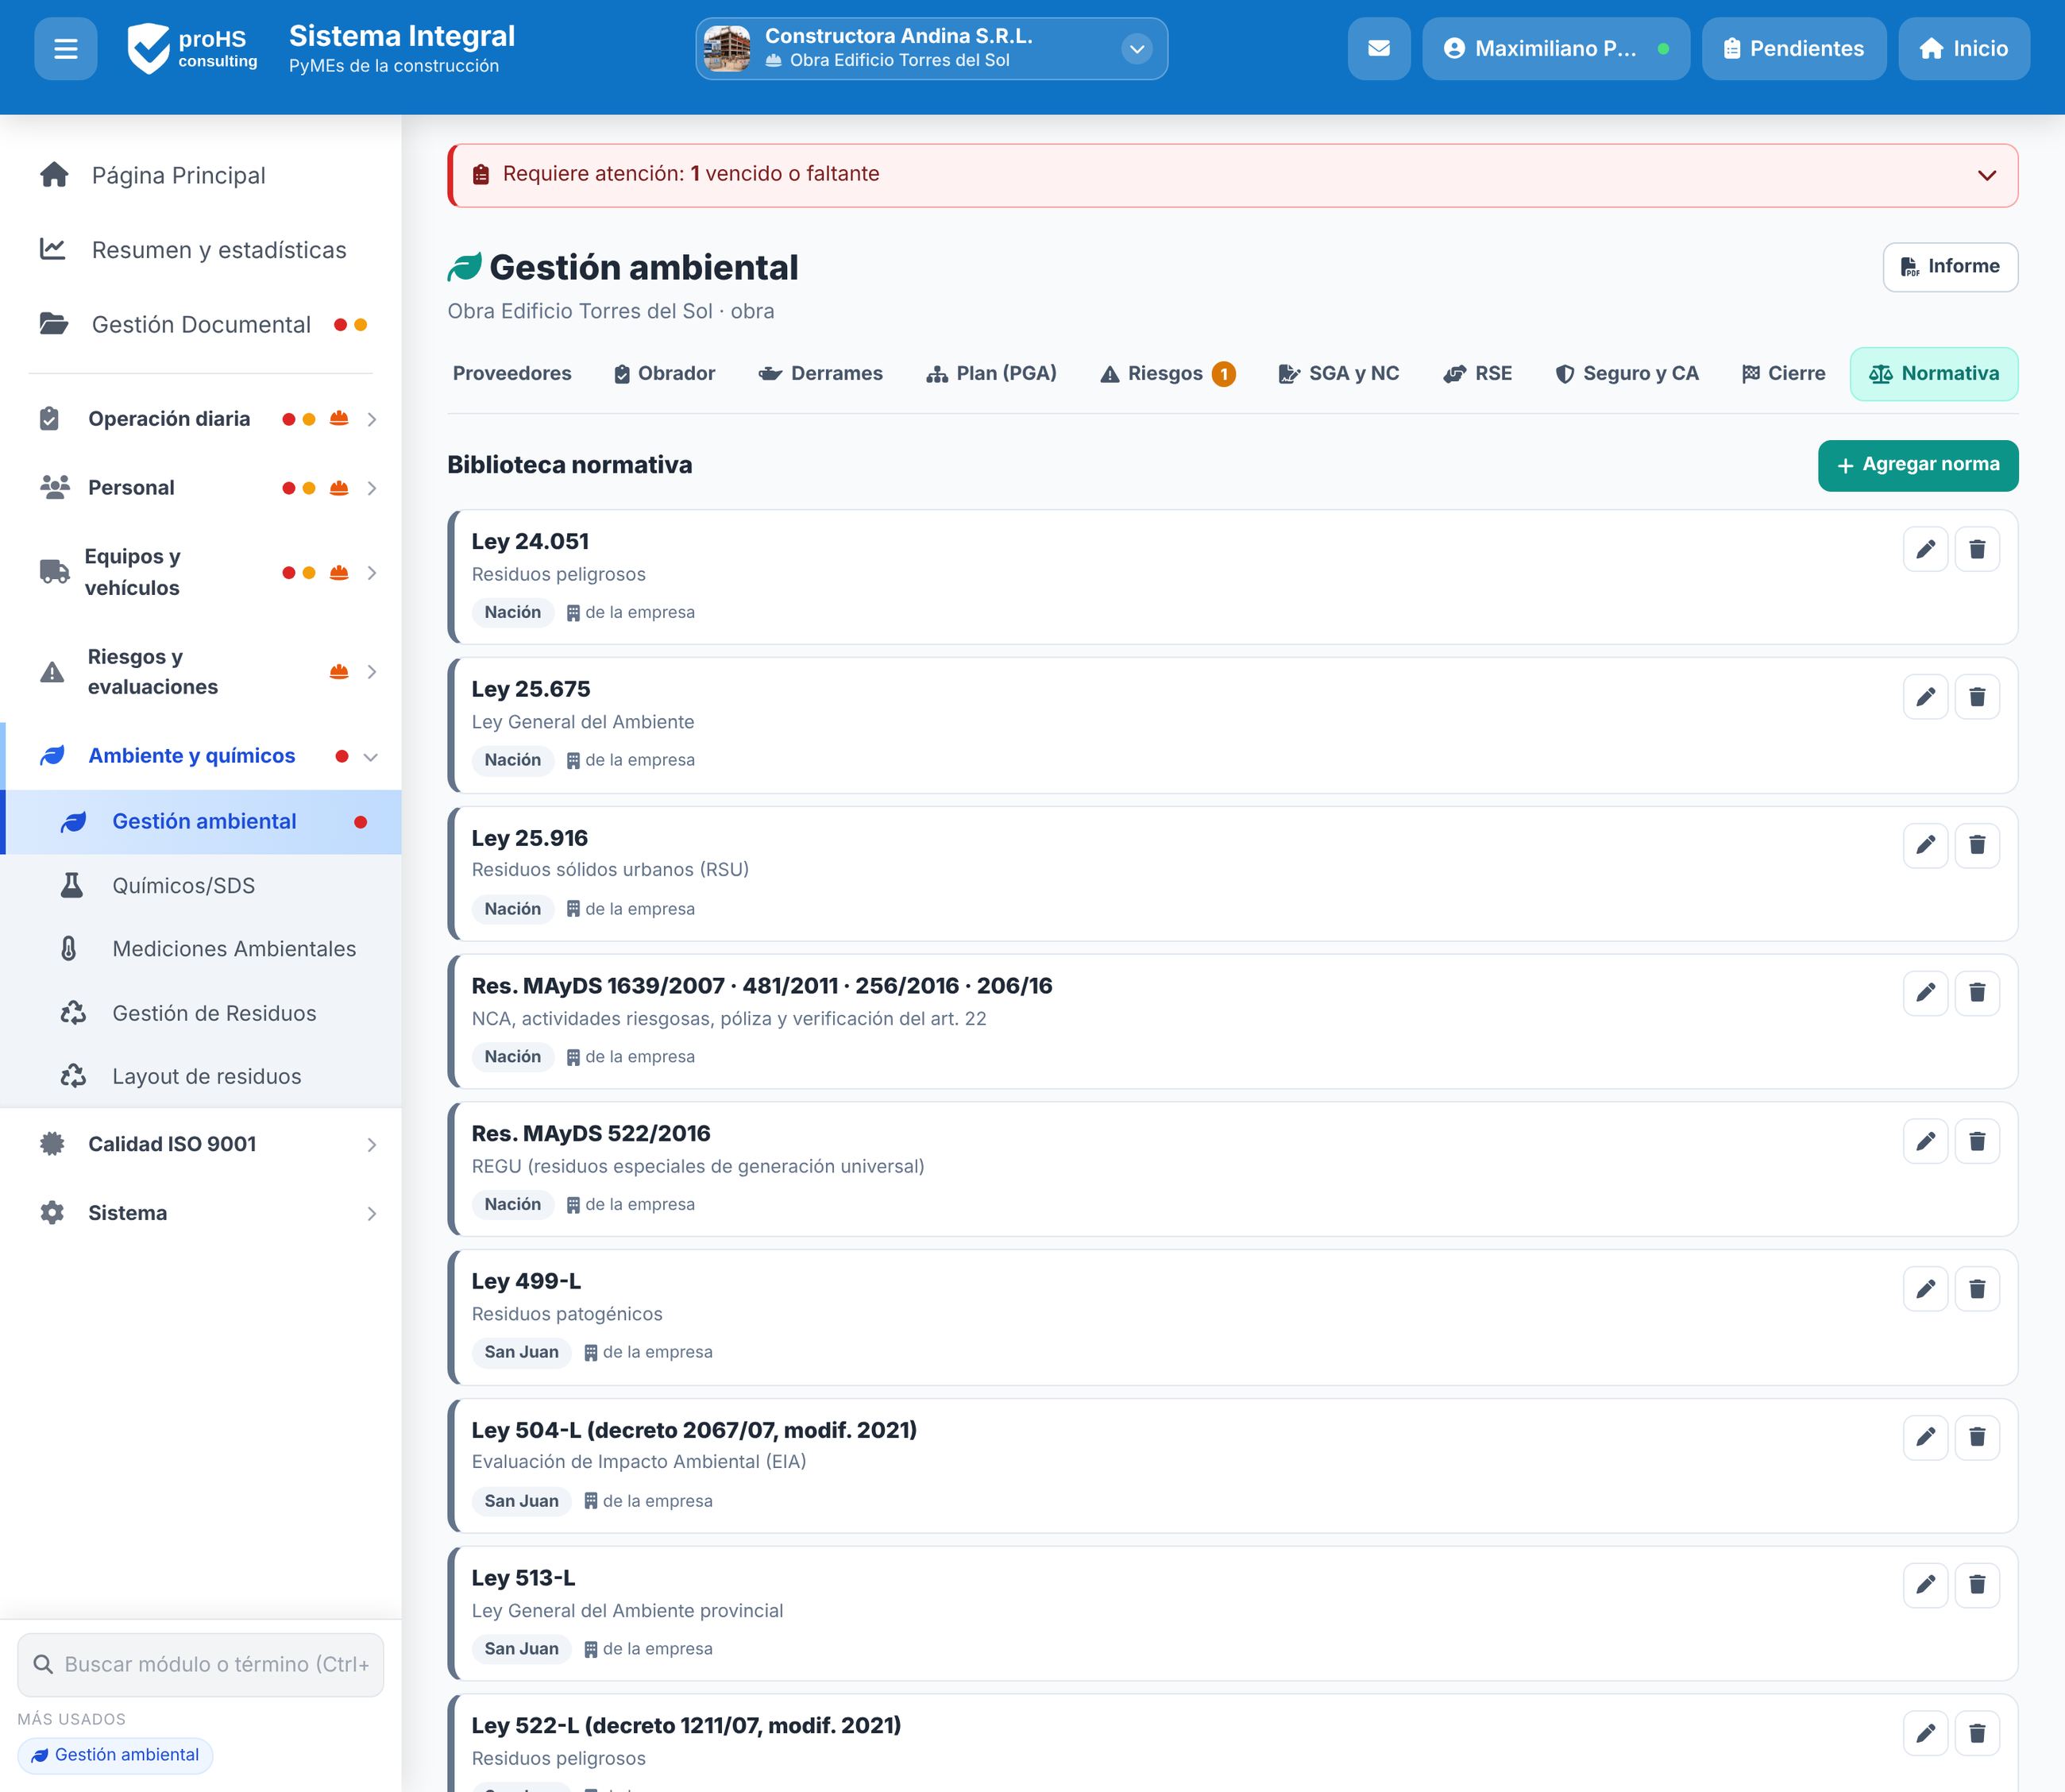 proHS
consulting
Sistema Integral
PyMEs de la construcción
Constructora Andina S.R.L.
Obra Edificio Torres del Sol
Maximiliano P...
Pendientes
Inicio
Página Principal
Resumen y estadísticas
Gestión Documental
Operación diaria
Personal
Equipos y
vehículos
Riesgos y
evaluaciones
Ambiente y químicos
Gestión ambiental
Químicos/SDS
Mediciones Ambientales
Gestión de Residuos
Layout de residuos
Calidad ISO 9001
Sistema
Buscar módulo o término (Ctrl+
MÁS USADOS
Gestión ambiental
Requiere atención: 1 vencido o faltante
Gestión ambiental
Informe
Obra Edificio Torres del Sol · obra
Proveedores
Obrador
Derrames
Plan (PGA)
Riesgos 1
SGA y NC
RSE
Seguro y CA
Cierre
Normativa
Biblioteca normativa
+ Agregar norma
Ley 24.051
Residuos peligrosos
Nación de la empresa
Ley 25.675
Ley General del Ambiente
Nación de la empresa
Ley 25.916
Residuos sólidos urbanos (RSU)
Nación de la empresa
Res. MAyDS 1639/2007 · 481/2011 · 256/2016 · 206/16
NCA, actividades riesgosas, póliza y verificación del art. 22
Nación de la empresa
Res. MAyDS 522/2016
REGU (residuos especiales de generación universal)
Nación de la empresa
Ley 499-L
Residuos patogénicos
San Juan de la empresa
Ley 504-L (decreto 2067/07, modif. 2021)
Evaluación de Impacto Ambiental (EIA)
San Juan de la empresa
Ley 513-L
Ley General del Ambiente provincial
San Juan de la empresa
Ley 522-L (decreto 1211/07, modif. 2021)
Residuos peligrosos